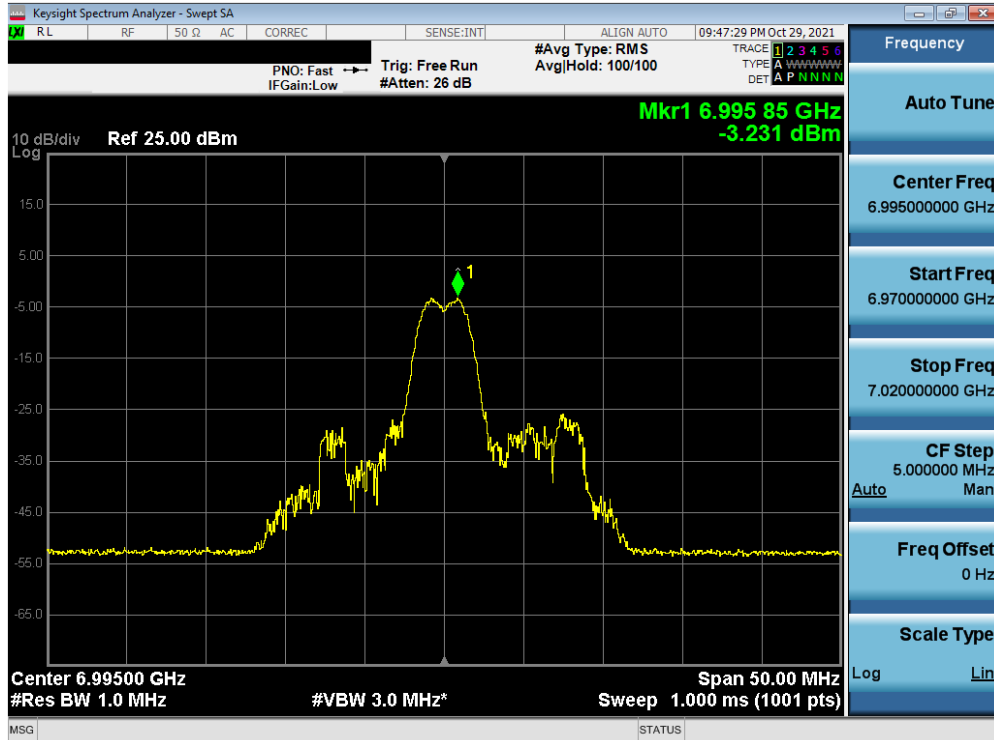 Keysight Spectrum Analyzer - Swept SA
LXI RL RF 50 Ω AC CORREC SENSE:INT ALIGN AUTO 09:47:29 PM Oct 29, 2021
PNO: Fast
IFGain:Low
Trig: Free Run
#Atten: 26 dB
#Avg Type: RMS
Avg|Hold: 100/100
TRACE 1 2 3 4 5 6
TYPE A W W W W W
DET A P N N N N
Mkr1 6.995 85 GHz
-3.231 dBm
10 dB/div Ref 25.00 dBm
Log
15.0
5.00
-5.00
-15.0
-25.0
-35.0
-45.0
-55.0
-65.0
1
Center 6.99500 GHz Span 50.00 MHz
#Res BW 1.0 MHz #VBW 3.0 MHz* Sweep 1.000 ms (1001 pts)
MSG STATUS
Frequency
Auto Tune
Center Freq
6.995000000 GHz
Start Freq
6.970000000 GHz
Stop Freq
7.020000000 GHz
CF Step
5.000000 MHz
Auto Man
Freq Offset
0 Hz
Scale Type
Log Lin